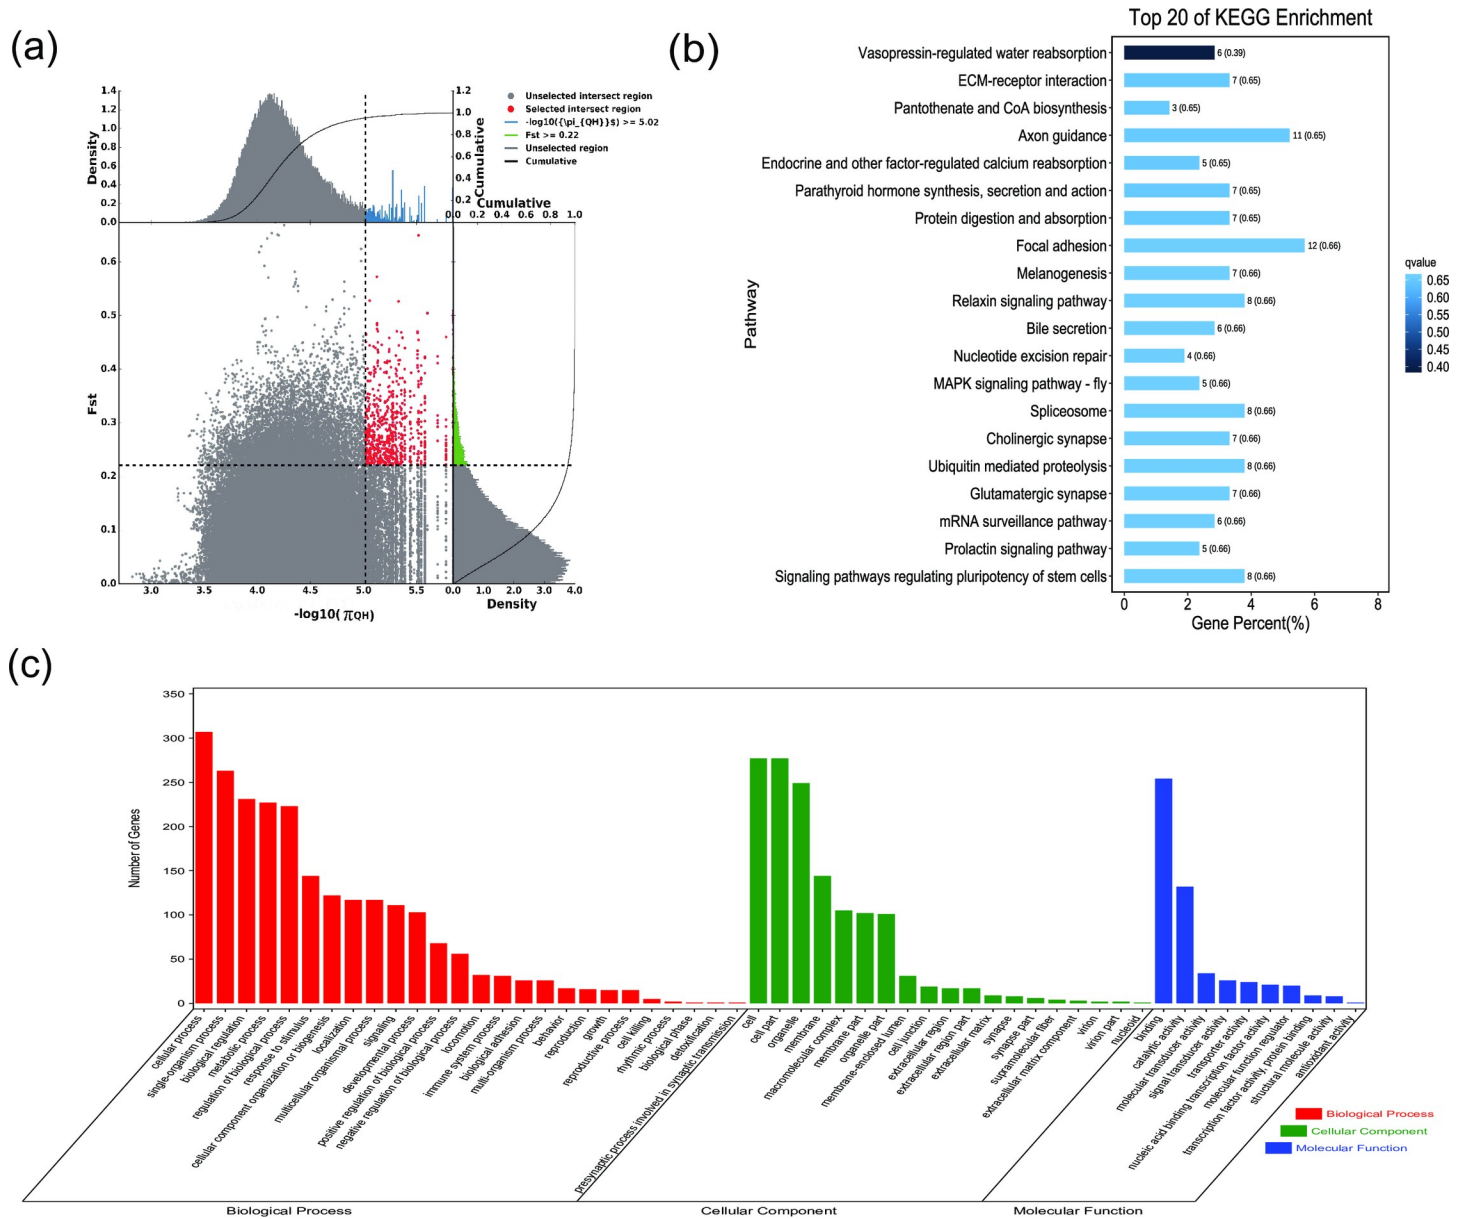 (a)
1.4
1.2
1.0
0.8
0.6
0.4
0.2
0.0
Density
1.2
1.0
0.8
0.6
0.4
0.2
0.0
Cumulative
Unselected intersect region
Selected intersect region
-log10({\pi_{QH}}$) >= 5.02
Fst >= 0.22
Unselected region
Cumulative
Cumulative
0.0 0.2 0.4 0.6 0.8 1.0
Fst
0.6
0.5
0.4
0.3
0.2
0.1
0.0
3.0 3.5 4.0 4.5 5.0 5.5
-log10(πQH)
0.0 1.0 2.0 3.0 4.0
Density
(b)
Top 20 of KEGG Enrichment
Pathway
Vasopressin-regulated water reabsorption 6 (0.39)
ECM-receptor interaction 7 (0.65)
Pantothenate and CoA biosynthesis 3 (0.65)
Axon guidance 11 (0.65)
Endocrine and other factor-regulated calcium reabsorption 5 (0.65)
Parathyroid hormone synthesis, secretion and action 7 (0.65)
Protein digestion and absorption 7 (0.65)
Focal adhesion 12 (0.66)
Melanogenesis 7 (0.66)
Relaxin signaling pathway 8 (0.66)
Bile secretion 6 (0.66)
Nucleotide excision repair 4 (0.66)
MAPK signaling pathway - fly 5 (0.66)
Spliceosome 8 (0.66)
Cholinergic synapse 7 (0.66)
Ubiquitin mediated proteolysis 8 (0.66)
Glutamatergic synapse 7 (0.66)
mRNA surveillance pathway 6 (0.66)
Prolactin signaling pathway 5 (0.66)
Signaling pathways regulating pluripotency of stem cells 8 (0.66)
0 2 4 6 8
Gene Percent(%)
qvalue
0.65
0.60
0.55
0.50
0.45
0.40
(c)
Number of Genes
350
300
250
200
150
100
50
0
cellular process
single-organism process
biological regulation
metabolic process
regulation of biological process
response to stimulus
cellular component organization or biogenesis
localization
multicellular organismal process
signaling
developmental process
positive regulation of biological process
negative regulation of biological process
locomotion
immune system process
biological adhesion
multi-organism process
behavior
reproduction
growth
reproductive process
cell killing
rhythmic process
biological phase
detoxification
presynaptic process involved in synaptic transmission
cell
cell part
organelle
membrane
macromolecular complex
membrane part
organelle part
membrane-enclosed lumen
cell junction
extracellular region
extracellular region part
extracellular matrix
synapse
synapse part
supramolecular fiber
extracellular matrix component
virion
virion part
nucleoid
binding
catalytic activity
molecular transducer activity
signal transducer activity
transporter activity
nucleic acid binding transcription factor activity
molecular function regulator
transcription factor activity, protein binding
structural molecule activity
antioxidant activity
Biological Process
Cellular Component
Molecular Function
Biological Process
Cellular Component
Molecular Function